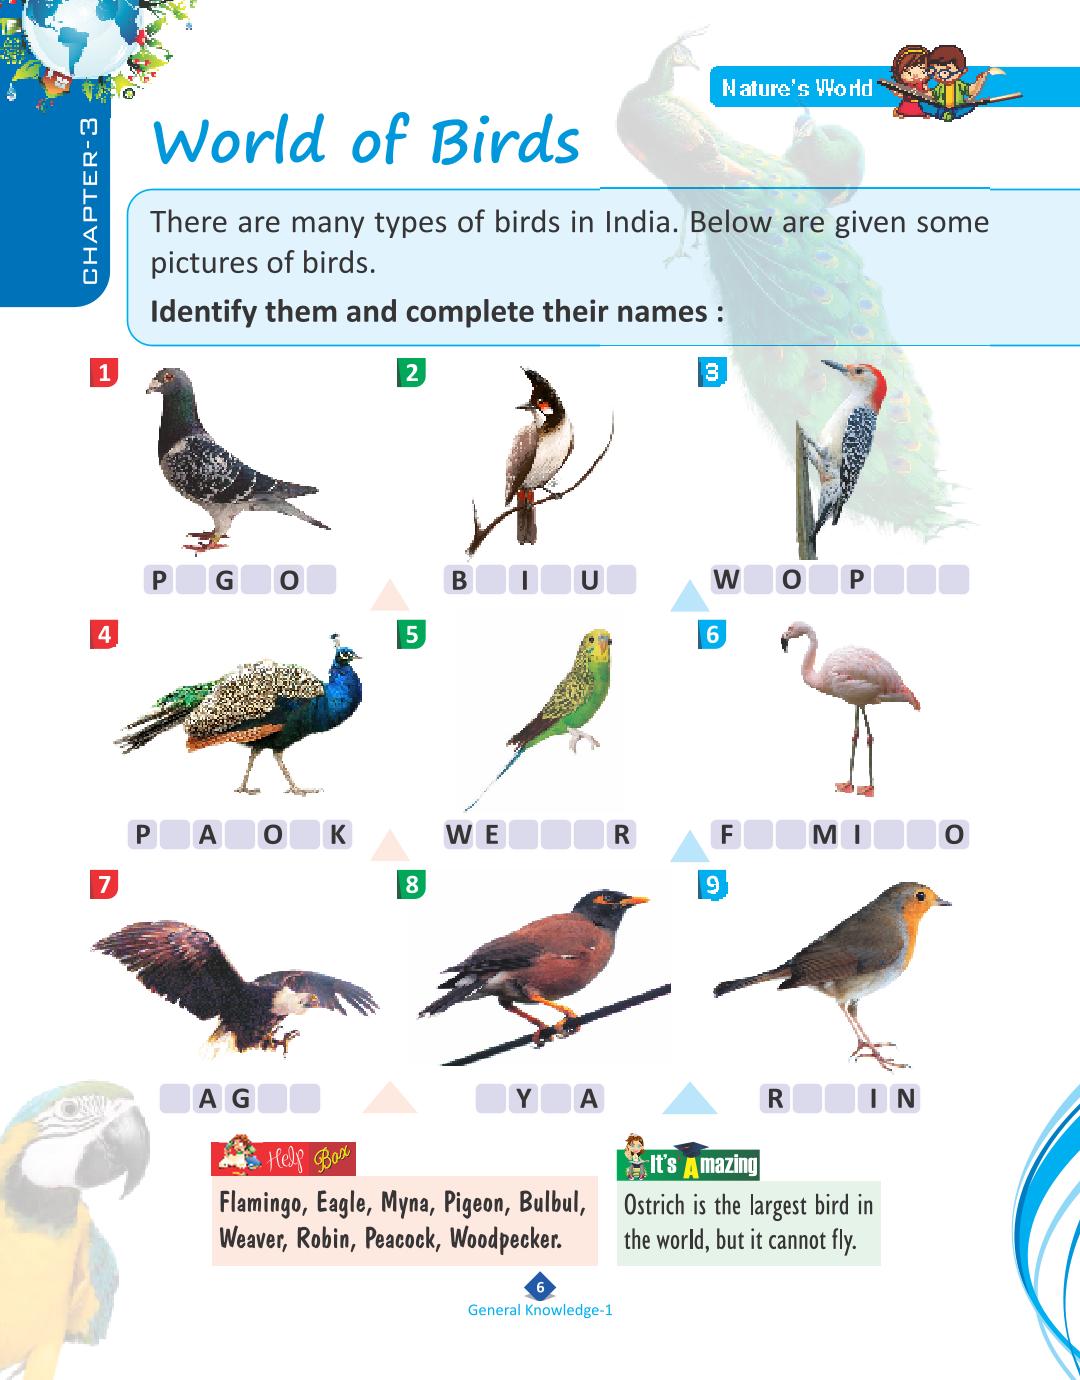 CHAPTER-3
Nature's World
World of Birds
There are many types of birds in India. Below are given some
pictures of birds.
Identify them and complete their names :
1 2 3
P G O B I U W O P
4 5 6
P A O K W E R F M I O
7 8 9
A G Y A R I N
Help Box
Flamingo, Eagle, Myna, Pigeon, Bulbul,
Weaver, Robin, Peacock, Woodpecker.
It's Amazing
Ostrich is the largest bird in
the world, but it cannot fly.
6
General Knowledge-1